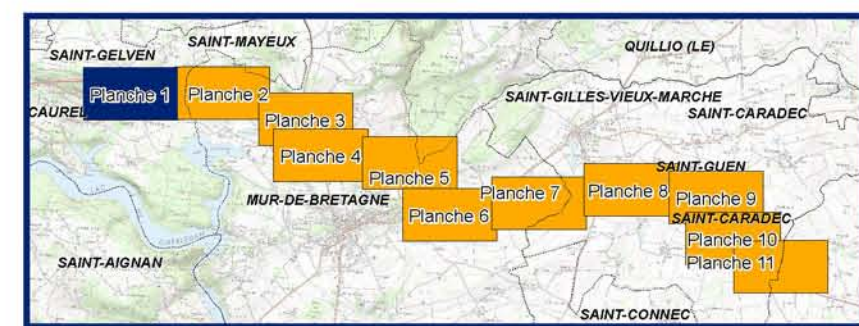 SAINT-GELVEN
SAINT-MAYEUX
QUILLIO (LE)
Planche 1
Planche 2
SAINT-GILLES-VIEUX-MARCHE
CAUREL
Planche 3
SAINT-CARADEC
Planche 4
SAINT-GUEN
Planche 5
Planche 7
Planche 8
Planche 9
MUR-DE-BRETAGNE
Planche 6
SAINT-CARADEC
Planche 10
SAINT-AIGNAN
Planche 11
SAINT-CONNEC